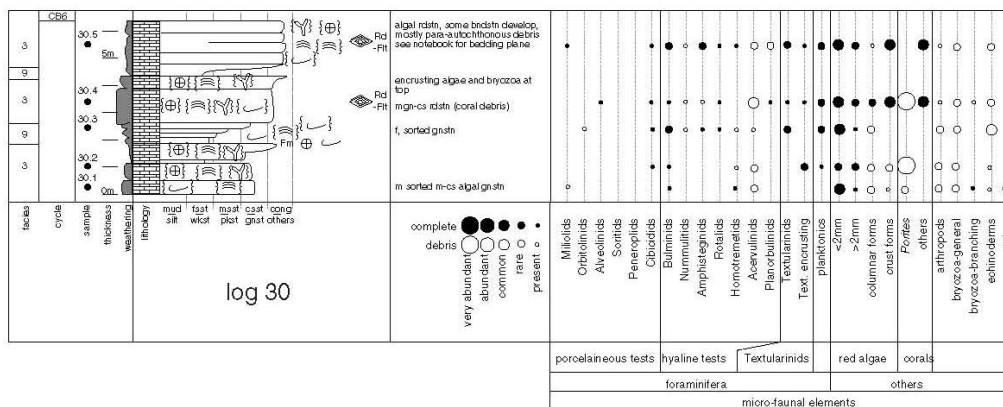 CB6
3
9
3
9
3
30.5
30.4
30.3
30.2
30.1
5m
0m
Rd
-Flt
Rd
-Flt
Fm
algal rdstn, some bndstn develop,
mostly para-autochthonous debris
see notebook for bedding plane
encrusting algae and bryozoa at
top
mgn-cs rdstn (coral debris)
f, sorted gnstn
m sorted m-cs algal gnstn
facies
cycle
sample
thickness
weathering
lithology
mud
silt
fsst
wkst
msst
pkst
csst
gnst
cong
others
log 30
complete
debris
very abundant
abundant
common
rare
present
Miliolids
Orbitolinids
Alveolinids
Soritids
Peneroplids
Cibicidids
Bulminids
Nummulitids
Amphisteginids
Rotalids
Homotremetids
Acervulinids
Planorbulinids
Textularinids
Text. encrusting
planktonics
<2mm
>2mm
columnar forms
crust forms
Porites
others
arthropods
bryozoa-general
bryozoa-branching
echinoderms
porcelaineous tests
hyaline tests
Textularinids
red algae
corals
foraminifera
others
micro-faunal elements